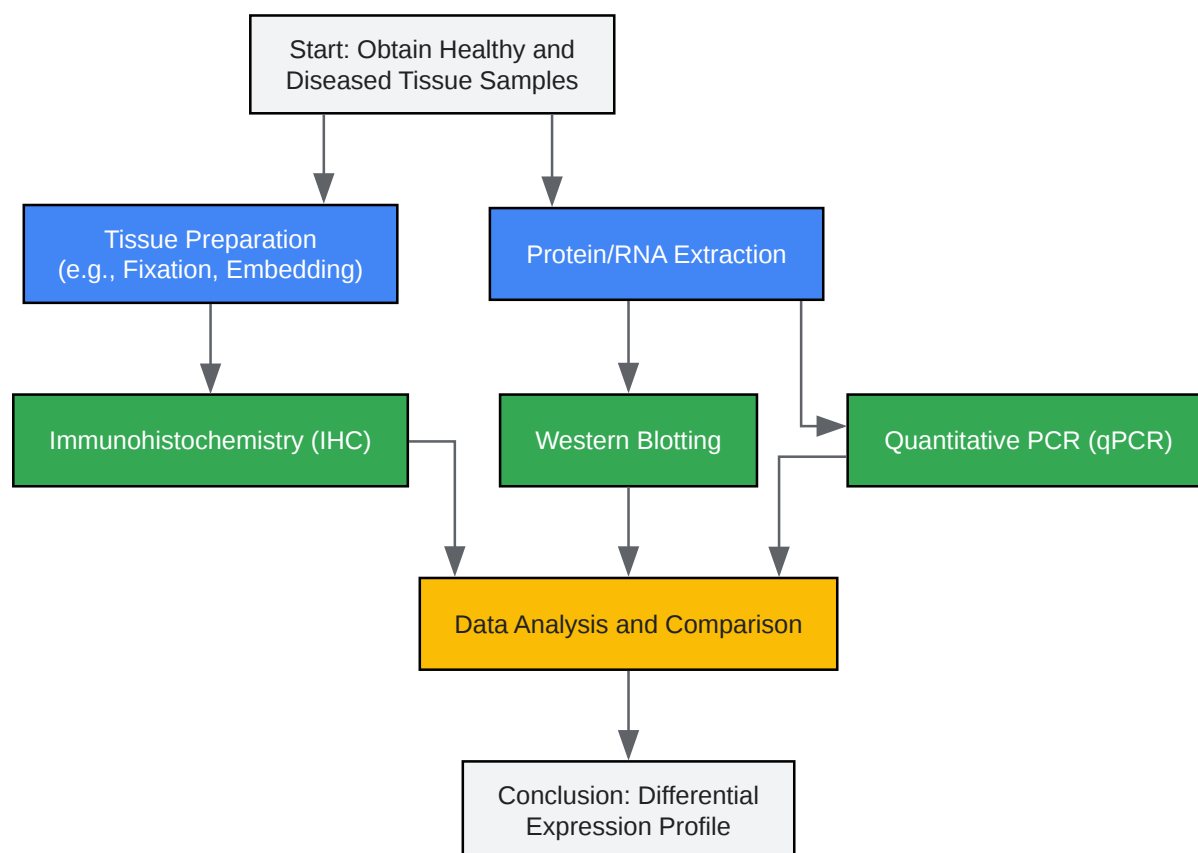 Start: Obtain Healthy and
Diseased Tissue Samples
Tissue Preparation
(e.g., Fixation, Embedding)
Protein/RNA Extraction
Immunohistochemistry (IHC)
Western Blotting
Quantitative PCR (qPCR)
Data Analysis and Comparison
Conclusion: Differential
Expression Profile